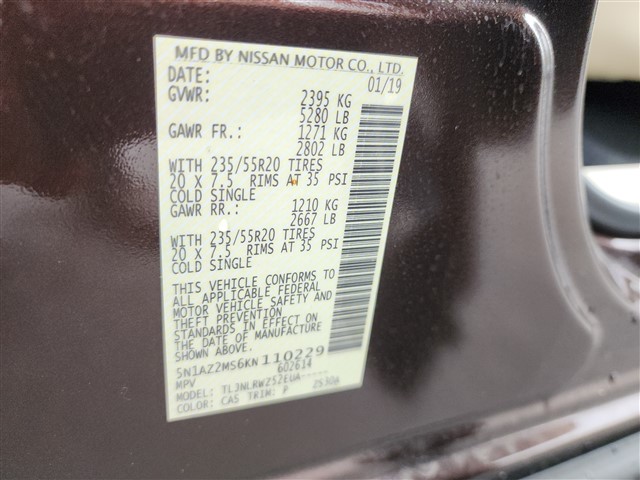 MFD BY NISSAN MOTOR CO., LTD.
DATE: 01/19
GVWR: 2395 KG
5280 LB
GAWR FR.: 1271 KG
2802 LB
WITH 235/55R20 TIRES
20 X 7.5 RIMS AT 35 PSI
COLD SINGLE
GAWR RR.: 1210 KG
2667 LB
WITH 235/55R20 TIRES
20 X 7.5 RIMS AT 35 PSI
COLD SINGLE
THIS VEHICLE CONFORMS TO
ALL APPLICABLE FEDERAL
MOTOR VEHICLE SAFETY AND
THEFT PREVENTION
STANDARDS IN EFFECT ON
THE DATE OF MANUFACTURE
SHOWN ABOVE.
5N1AZ2MS6KN110229
MPV 602614
MODEL: TL3NLRWZ52EUA-----
COLOR: CAS TRIM: P 2530A